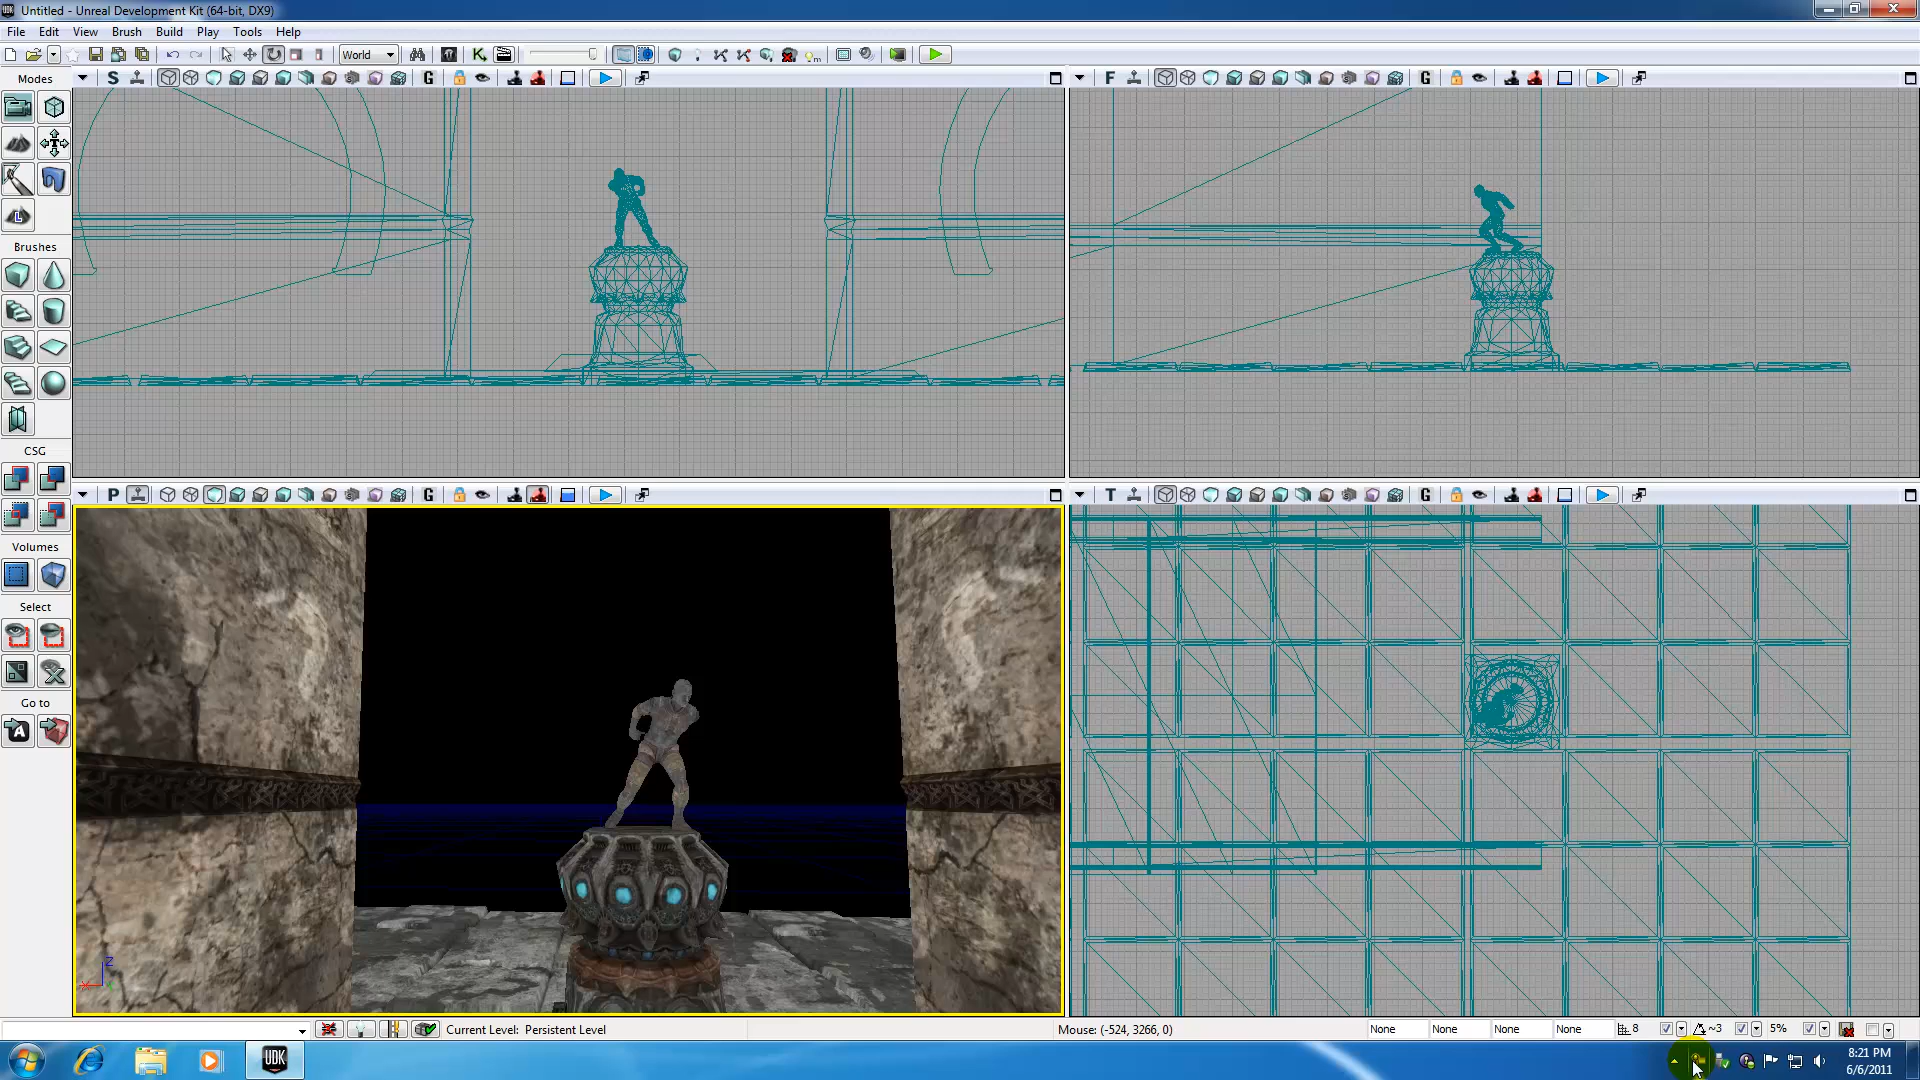 UDK Untitled - Unreal Development Kit (64-bit, DX9)
File Edit View Brush Build Play Tools Help
World
Modes
S G
F G
L
Brushes
CSG
P G
T G
Volumes
Select
Go to
A
Z
X
Current Level: Persistent Level
Mouse: (-524, 3266, 0)
None None None None 8 ~3 5%
UDK
8:21 PM
6/6/2011